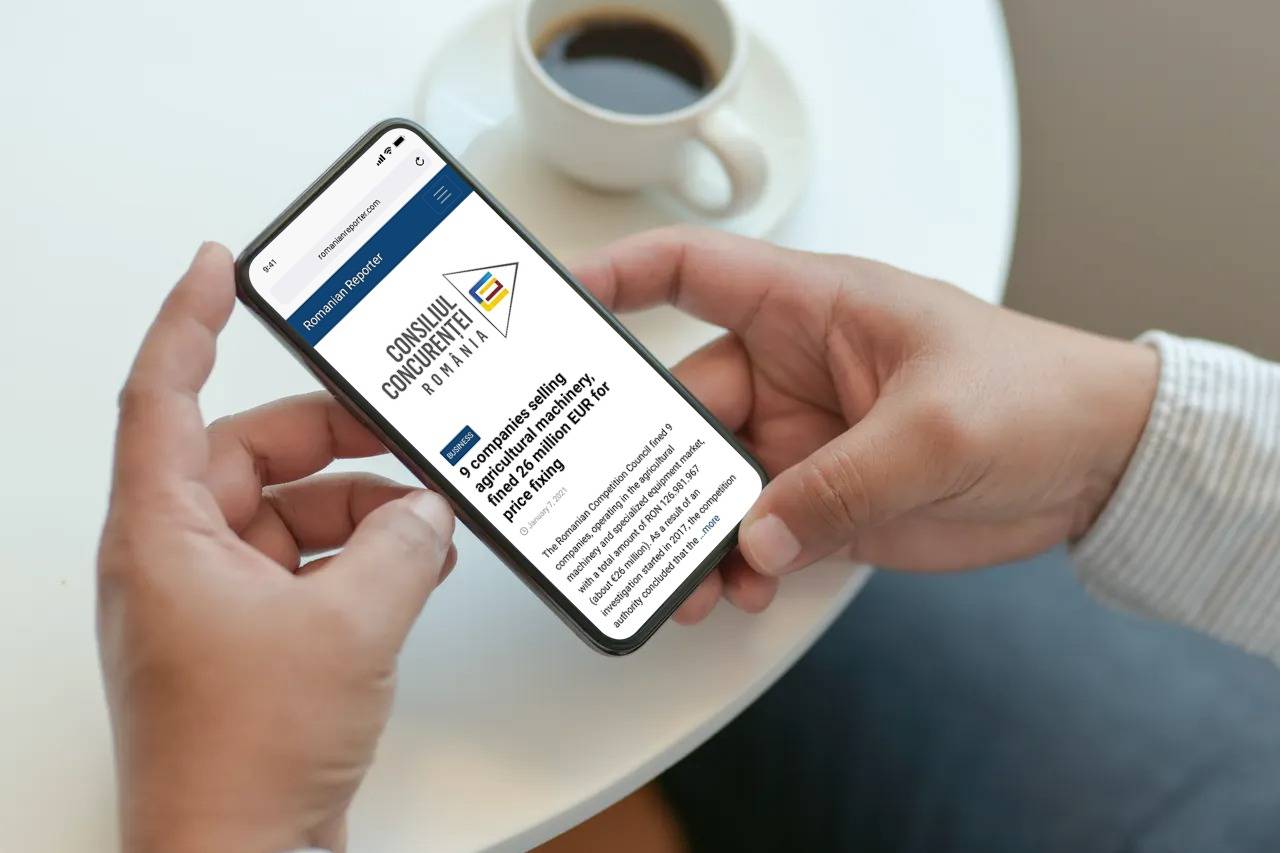 9:41
romanianreporter.com
Romanian Reporter
CONSILIUL
CONCURENȚEI
ROMÂNIA
BUSINESS
9 companies selling
agricultural machinery,
fined 26 million EUR for
price fixing
January 7, 2021
The Romanian Competition Council fined 9
companies, operating in the agricultural
machinery and specialized equipment market,
with a total amount of RON 126.981.967
(about €26 million). As a result of an
investigation started in 2017, the competition
authority concluded that the ...more